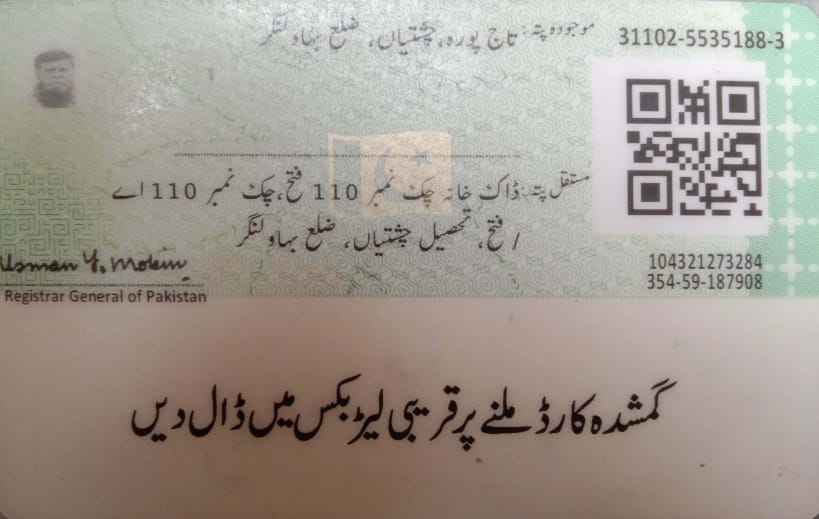 31102-5535188-3
موجودہ پتہ: تاج پورہ، چشتیاں، ضلع بہاولنگر
مستقل پتہ: ڈاک خانہ چک نمبر 110 فتح، چک نمبر 110 اے
/ فتح، تحصیل چشتیاں، ضلع بہاولنگر
104321273284
354-59-187908
Usman Y. Mobin
Registrar General of Pakistan
گمشدہ کارڈ ملنے پر قریبی لیٹر بکس میں ڈال دیں